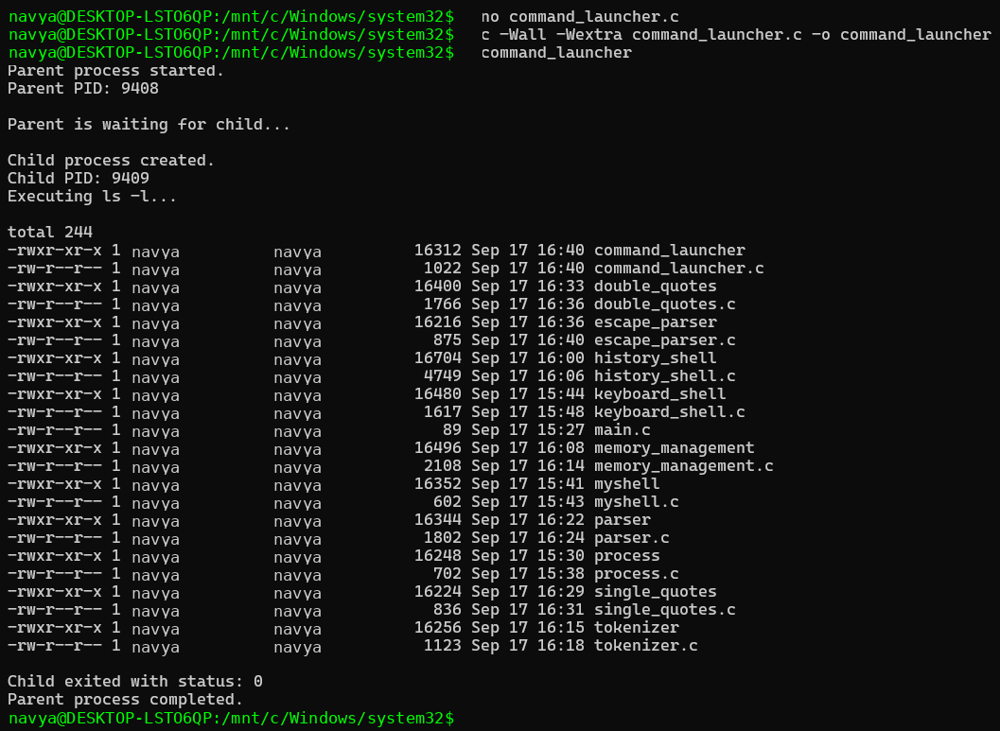 navya@DESKTOP-LSTO6QP:/mnt/c/Windows/system32$ no command_launcher.c
navya@DESKTOP-LSTO6QP:/mnt/c/Windows/system32$ c -Wall -Wextra command_launcher.c -o command_launcher
navya@DESKTOP-LSTO6QP:/mnt/c/Windows/system32$ command_launcher
Parent process started.
Parent PID: 9408
Parent is waiting for child...
Child process created.
Child PID: 9409
Executing ls -l...
total 244
-rwxr-xr-x 1 navya navya 16312 Sep 17 16:40 command_launcher
-rw-r--r-- 1 navya navya 1022 Sep 17 16:40 command_launcher.c
-rwxr-xr-x 1 navya navya 16400 Sep 17 16:33 double_quotes
-rw-r--r-- 1 navya navya 1766 Sep 17 16:36 double_quotes.c
-rwxr-xr-x 1 navya navya 16216 Sep 17 16:36 escape_parser
-rw-r--r-- 1 navya navya 875 Sep 17 16:40 escape_parser.c
-rwxr-xr-x 1 navya navya 16704 Sep 17 16:00 history_shell
-rw-r--r-- 1 navya navya 4749 Sep 17 16:06 history_shell.c
-rwxr-xr-x 1 navya navya 16480 Sep 17 15:44 keyboard_shell
-rw-r--r-- 1 navya navya 1617 Sep 17 15:48 keyboard_shell.c
-rw-r--r-- 1 navya navya 89 Sep 17 15:27 main.c
-rwxr-xr-x 1 navya navya 16496 Sep 17 16:08 memory_management
-rw-r--r-- 1 navya navya 2108 Sep 17 16:14 memory_management.c
-rwxr-xr-x 1 navya navya 16352 Sep 17 15:41 myshell
-rw-r--r-- 1 navya navya 602 Sep 17 15:43 myshell.c
-rwxr-xr-x 1 navya navya 16344 Sep 17 16:22 parser
-rw-r--r-- 1 navya navya 1802 Sep 17 16:24 parser.c
-rwxr-xr-x 1 navya navya 16248 Sep 17 15:30 process
-rw-r--r-- 1 navya navya 702 Sep 17 15:38 process.c
-rwxr-xr-x 1 navya navya 16224 Sep 17 16:29 single_quotes
-rw-r--r-- 1 navya navya 836 Sep 17 16:31 single_quotes.c
-rwxr-xr-x 1 navya navya 16256 Sep 17 16:15 tokenizer
-rw-r--r-- 1 navya navya 1123 Sep 17 16:18 tokenizer.c
Child exited with status: 0
Parent process completed.
navya@DESKTOP-LSTO6QP:/mnt/c/Windows/system32$